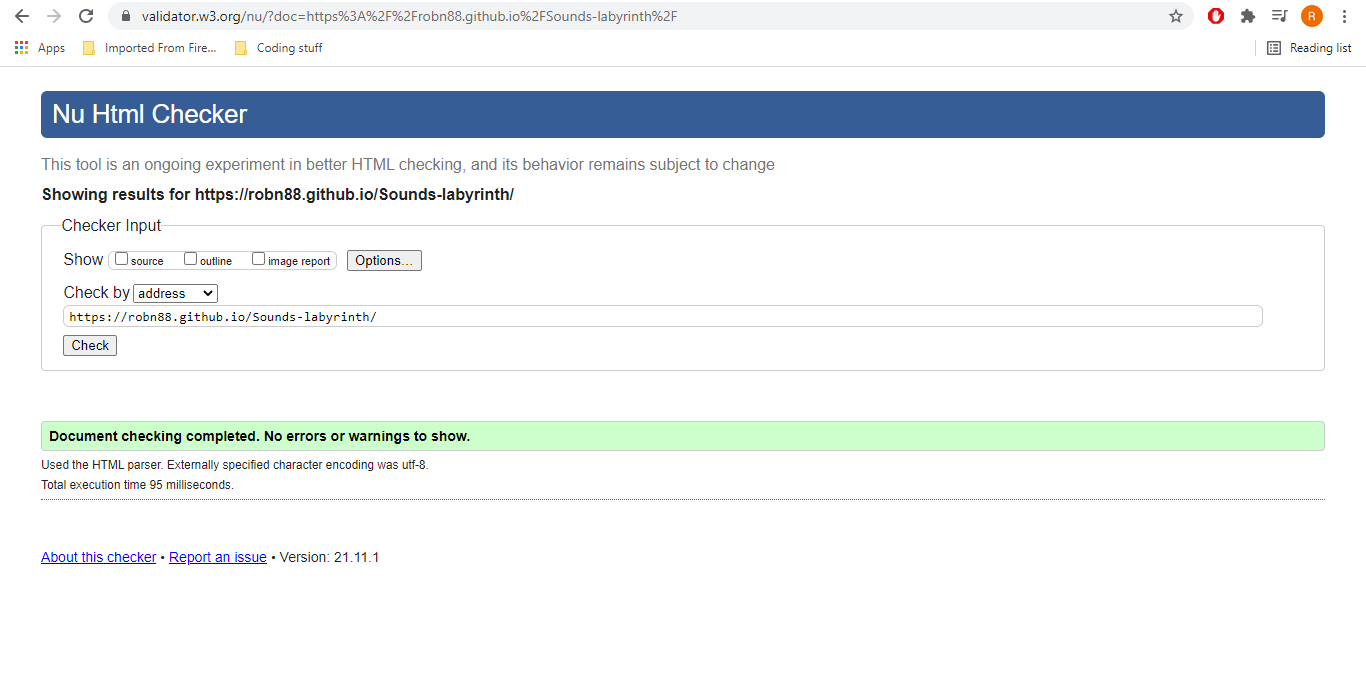 validator.w3.org/nu/?doc=https%3A%2F%2Frobn88.github.io%2FSounds-labyrinth%2F
R
Apps Imported From Fire... Coding stuff Reading list
Nu Html Checker
This tool is an ongoing experiment in better HTML checking, and its behavior remains subject to change
Showing results for https://robn88.github.io/Sounds-labyrinth/
Checker Input
Show source outline image report Options...
Check by address
https://robn88.github.io/Sounds-labyrinth/
Check
Document checking completed. No errors or warnings to show.
Used the HTML parser. Externally specified character encoding was utf-8.
Total execution time 95 milliseconds.
About this checker • Report an issue • Version: 21.11.1